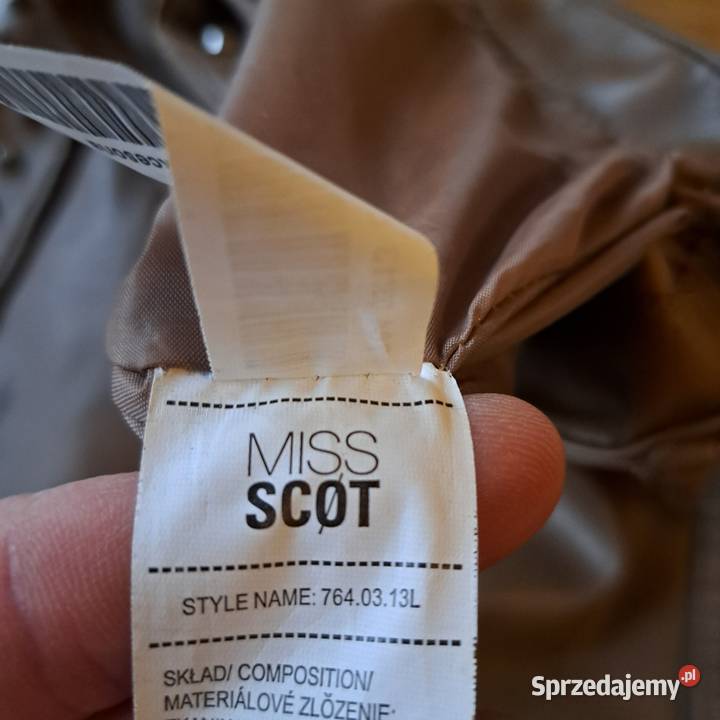 MISS
SCØT
STYLE NAME: 764.03.13L
SKŁAD/ COMPOSITION/
MATERIÁLOVÉ ZLOŽENIE:
Sprzedajemy.pl